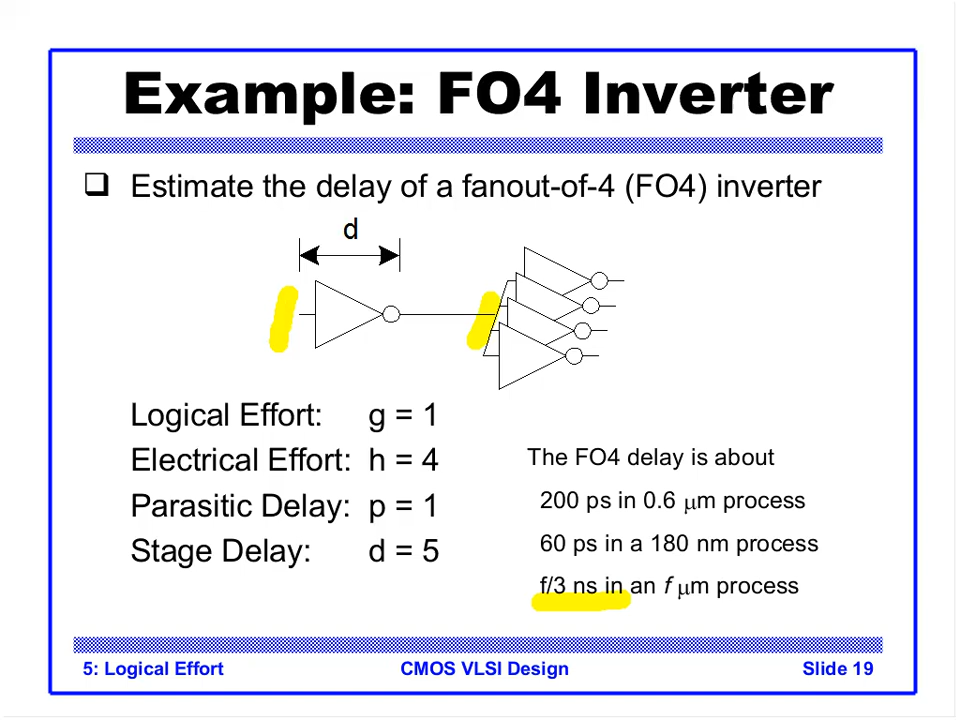 Example: FO4 Inverter
❑ Estimate the delay of a fanout-of-4 (FO4) inverter
d
Logical Effort: g = 1
Electrical Effort: h = 4
Parasitic Delay: p = 1
Stage Delay: d = 5
The FO4 delay is about
200 ps in 0.6 μm process
60 ps in a 180 nm process
f/3 ns in an f μm process
5: Logical Effort CMOS VLSI Design Slide 19